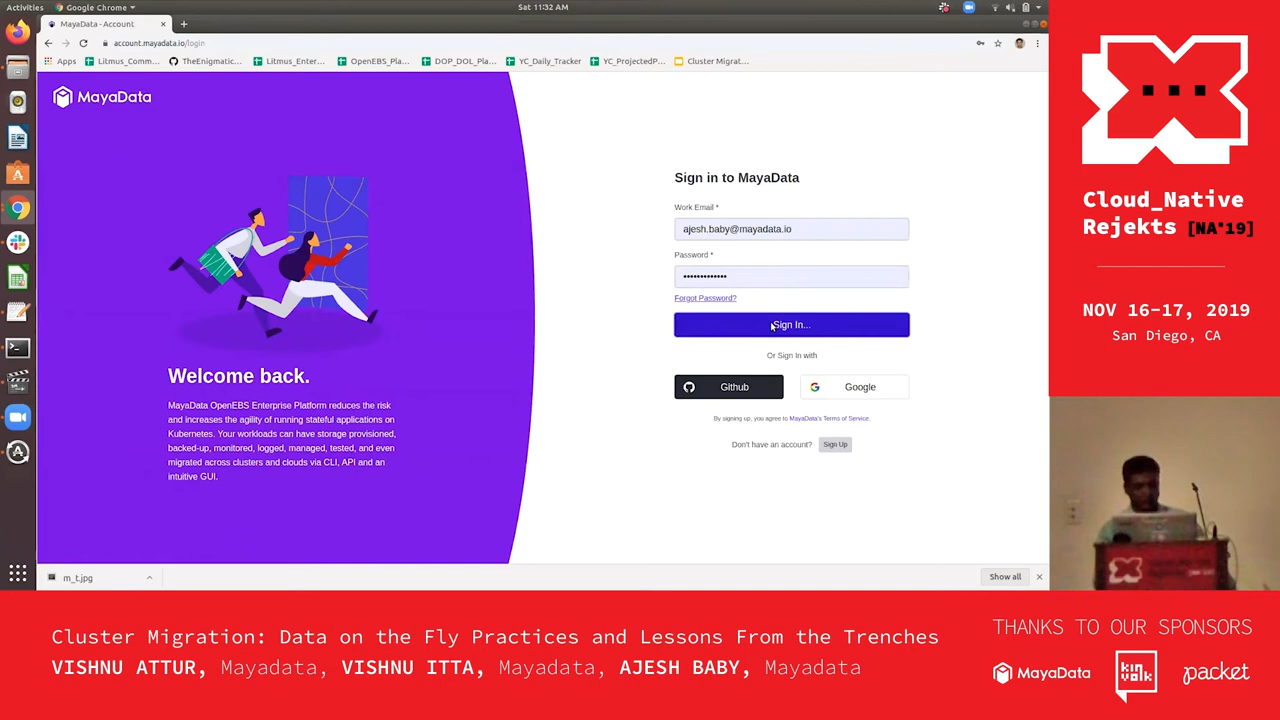 Activities
Google Chrome
Sat 11:32 AM
MayaData - Account
account.mayadata.io/login
Apps
Litmus_Comm...
TheEnigmatic...
Litmus_Enter...
OpenEBS_Pla...
DOP_DOL_Pla...
YC_Daily_Tracker
YC_ProjectedP...
Cluster Migrat...
MayaData
Welcome back.
MayaData OpenEBS Enterprise Platform reduces the risk
and increases the agility of running stateful applications on
Kubernetes. Your workloads can have storage provisioned,
backed-up, monitored, logged, managed, tested, and even
migrated across clusters and clouds via CLI, API and an
intuitive GUI.
Sign in to MayaData
Work Email *
ajesh.baby@mayadata.io
Password *
•••••••••••••
Forgot Password?
Sign In...
Or Sign In with
Github
Google
By signing up, you agree to MayaData's Terms of Service.
Don't have an account? Sign Up
m_t.jpg
Show all
Cloud_Native
Rejekts [NA'19]
NOV 16-17, 2019
San Diego, CA
Cluster Migration: Data on the Fly Practices and Lessons From the Trenches
VISHNU ATTUR, Mayadata, VISHNU ITTA, Mayadata, AJESH BABY, Mayadata
THANKS TO OUR SPONSORS
MayaData
kinvolk
packet